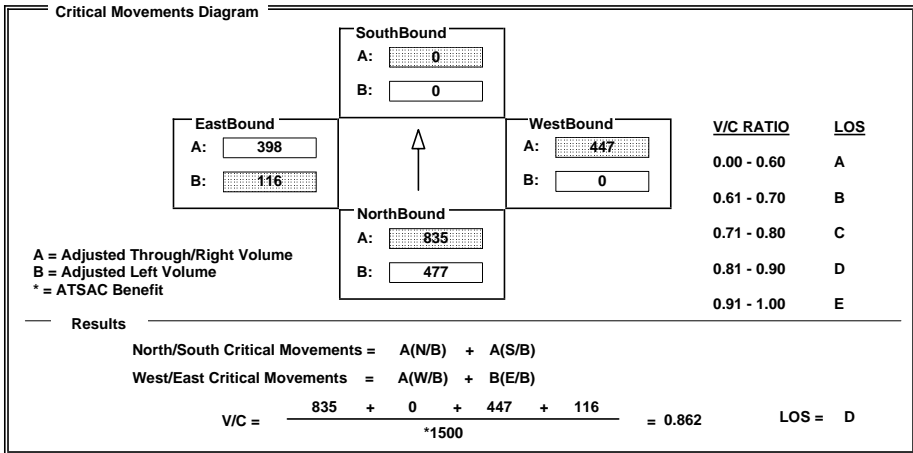 Critical Movements Diagram
SouthBound
A: 0
B: 0
EastBound
A: 398
B: 116
WestBound
A: 447
B: 0
NorthBound
A: 835
B: 477
V/C RATIO LOS
0.00 - 0.60 A
0.61 - 0.70 B
0.71 - 0.80 C
0.81 - 0.90 D
0.91 - 1.00 E
A = Adjusted Through/Right Volume
B = Adjusted Left Volume
* = ATSAC Benefit
Results
North/South Critical Movements = A(N/B) + A(S/B)
West/East Critical Movements = A(W/B) + B(E/B)
835 + 0 + 447 + 116
V/C = = 0.862 LOS = D
*1500